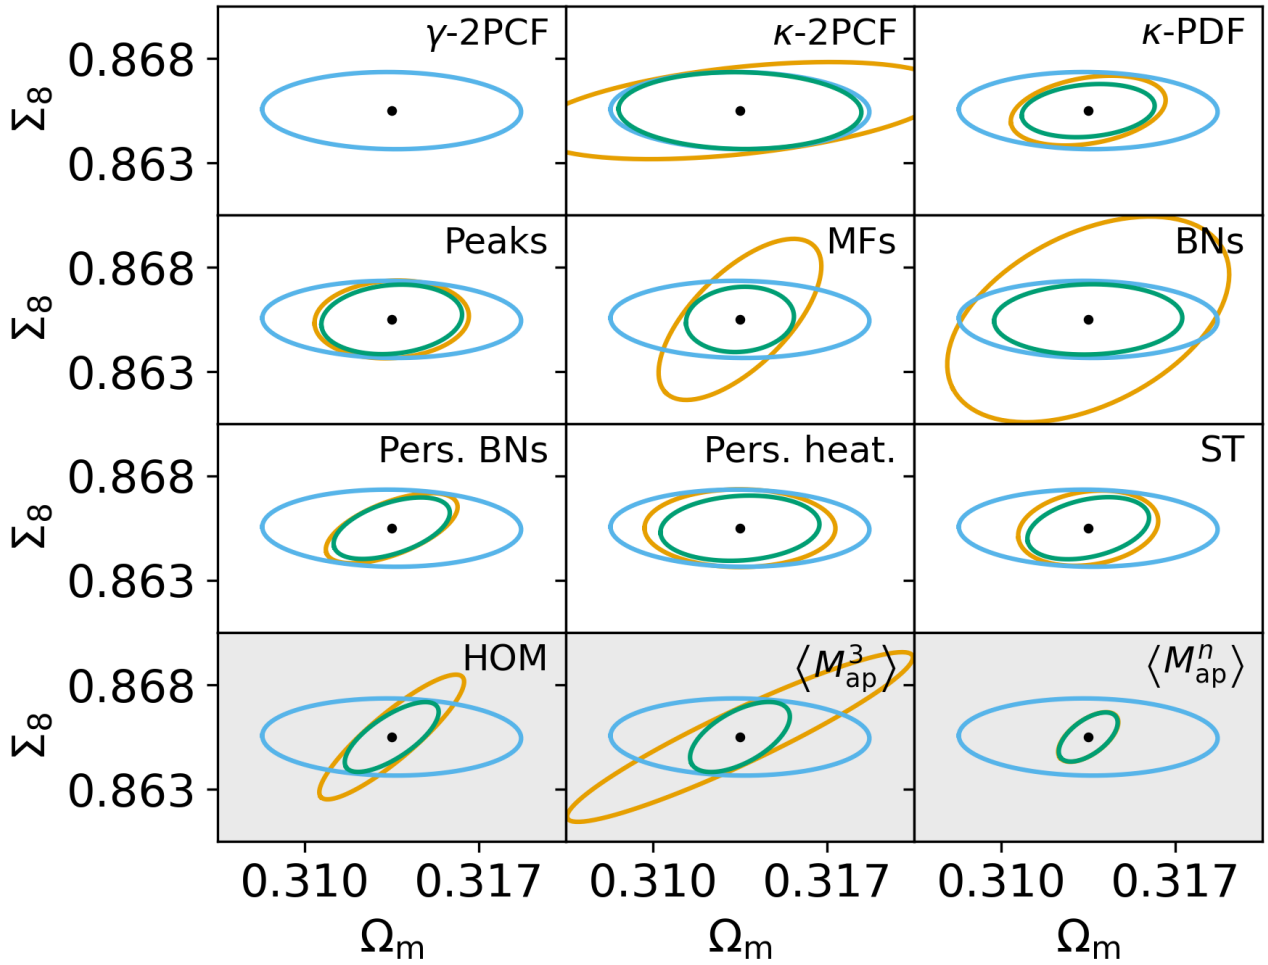 γ-2PCF κ-2PCF κ-PDF
0.868
Σ₈
0.863
Peaks MFs BNs
0.868
Σ₈
0.863
Pers. BNs Pers. heat. ST
0.868
Σ₈
0.863
HOM ⟨M³ₐₚ⟩ ⟨Mⁿₐₚ⟩
0.868
Σ₈
0.863
0.310 0.317 0.310 0.317 0.310 0.317
Ωₘ Ωₘ Ωₘ